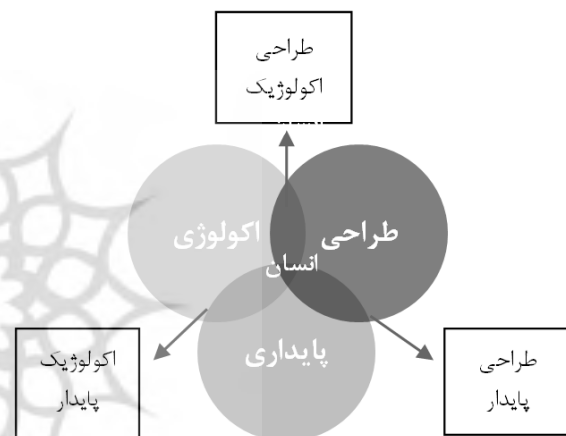 طراحی
اکولوژیک
طراحی
اکولوژی
انسان
پایداری
طراحی
پایدار
اکولوژیک
پایدار